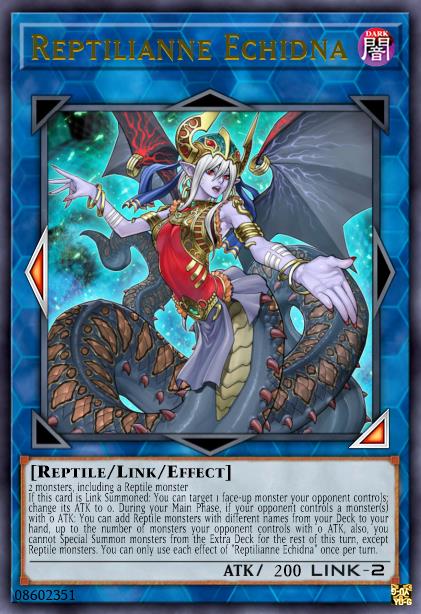 REPTILIANNE ECHIDNA
DARK
闇
[REPTILE/LINK/EFFECT]
2 monsters, including a Reptile monster
If this card is Link Summoned: You can target 1 face-up monster your opponent controls;
change its ATK to 0. During your Main Phase, if your opponent controls a monster(s)
with 0 ATK: You can add Reptile monsters with different names from your Deck to your
hand, up to the number of monsters your opponent controls with 0 ATK, also, you
cannot Special Summon monsters from the Extra Deck for the rest of this turn, except
Reptile monsters. You can only use each effect of "Reptilianne Echidna" once per turn.
ATK/ 200 LINK-2
08602351